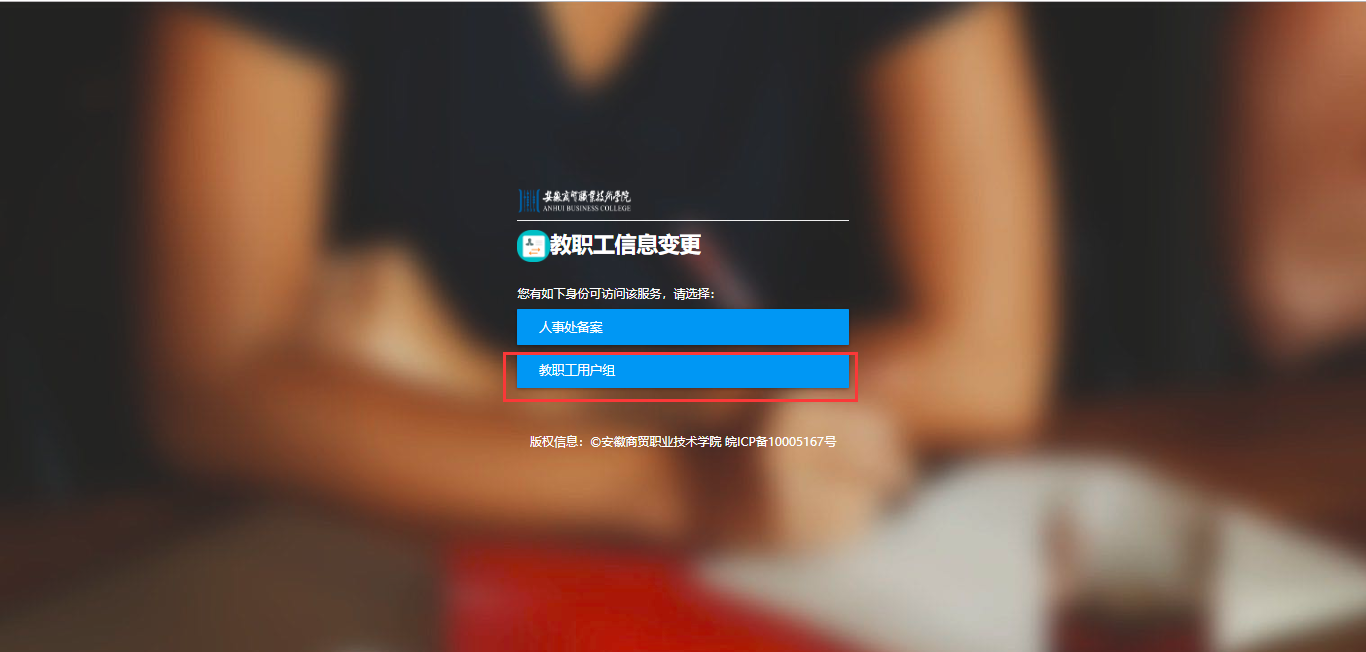 安徽商贸职业技术学院
ANHUI BUSINESS COLLEGE
教职工信息变更
您有如下身份可访问该服务，请选择：
人事处备案
教职工用户组
版权信息：©安徽商贸职业技术学院 皖ICP备10005167号